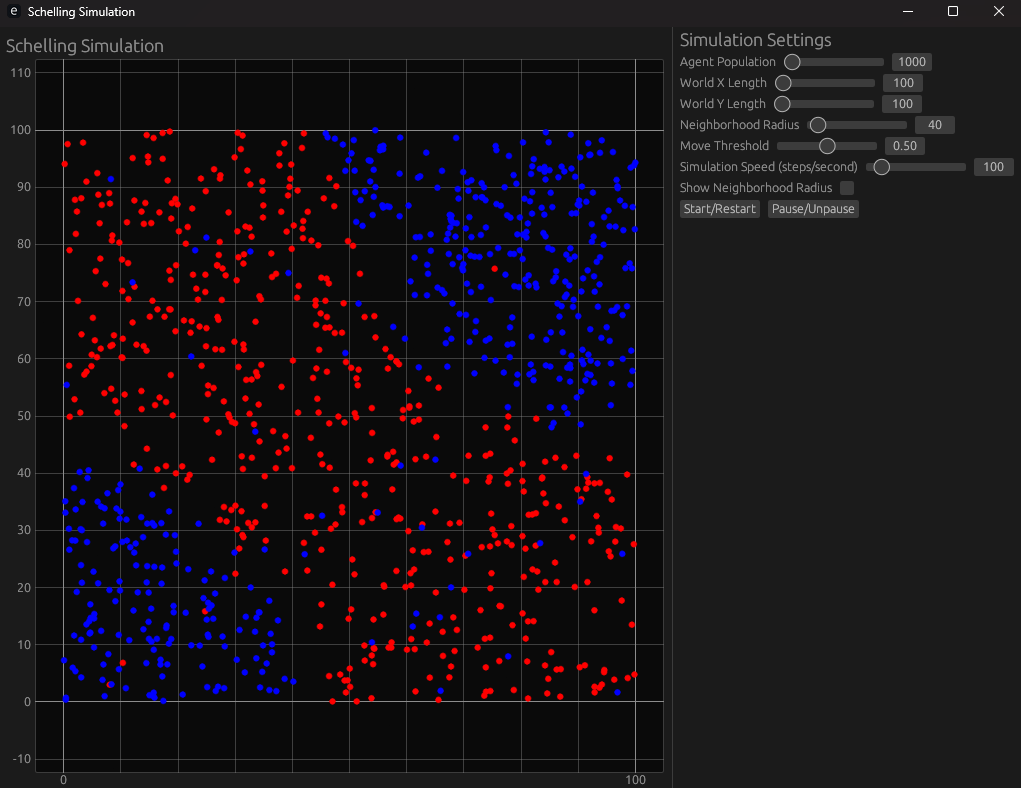 e Schelling Simulation
Schelling Simulation
110
100
90
80
70
60
50
40
30
20
10
0
-10
0
100
Simulation Settings
Agent Population 1000
World X Length 100
World Y Length 100
Neighborhood Radius 40
Move Threshold 0.50
Simulation Speed (steps/second) 100
Show Neighborhood Radius
Start/Restart Pause/Unpause